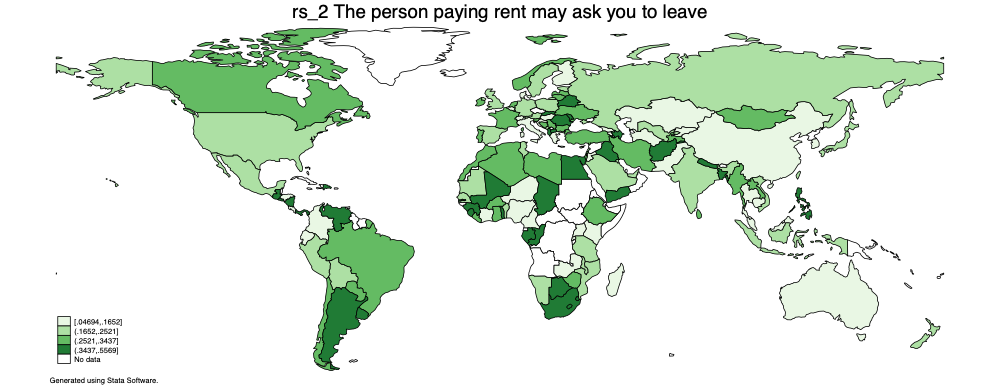 rs_2 The person paying rent may ask you to leave
[.04694,.1652]
(.1652,.2521]
(.2521,.3437]
(.3437,.5569]
No data
Generated using Stata Software.